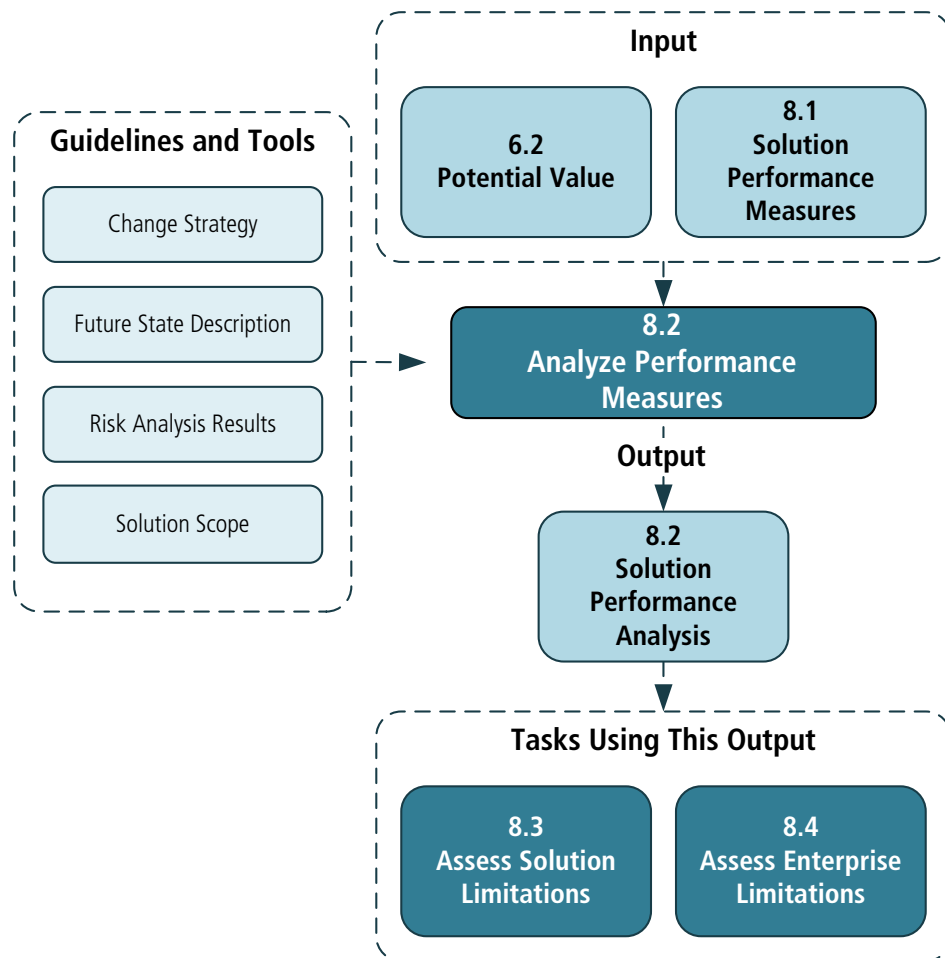 Input
6.2
Potential Value
8.1
Solution
Performance
Measures
Guidelines and Tools
Change Strategy
Future State Description
Risk Analysis Results
Solution Scope
8.2
Analyze Performance
Measures
Output
8.2
Solution
Performance
Analysis
Tasks Using This Output
8.3
Assess Solution
Limitations
8.4
Assess Enterprise
Limitations